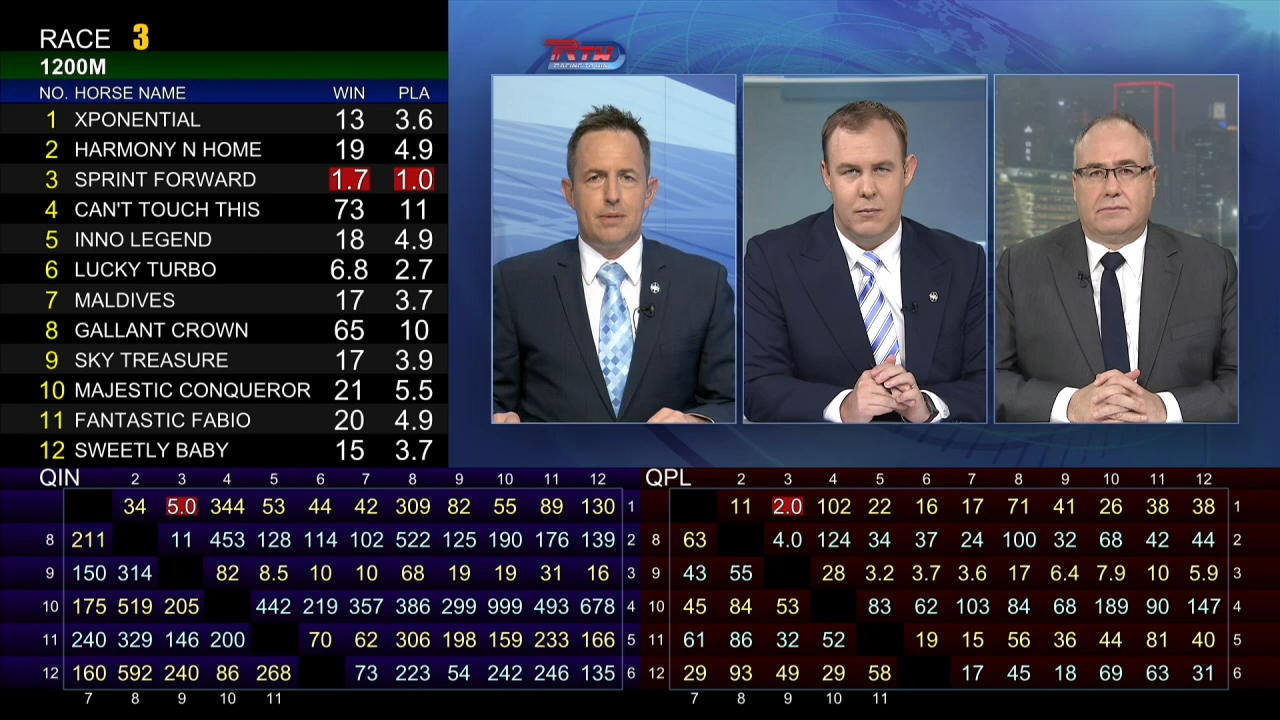 RACE 3
1200M
NO. HORSE NAME WIN PLA
1 XPONENTIAL 13 3.6
2 HARMONY N HOME 19 4.9
3 SPRINT FORWARD 1.7 1.0
4 CAN'T TOUCH THIS 73 11
5 INNO LEGEND 18 4.9
6 LUCKY TURBO 6.8 2.7
7 MALDIVES 17 3.7
8 GALLANT CROWN 65 10
9 SKY TREASURE 17 3.9
10 MAJESTIC CONQUEROR 21 5.5
11 FANTASTIC FABIO 20 4.9
12 SWEETLY BABY 15 3.7
RTW
RACING TO WIN
QIN 2 3 4 5 6 7 8 9 10 11 12
34 5.0 344 53 44 42 309 82 55 89 130 1
8 211 11 453 128 114 102 522 125 190 176 139 2
9 150 314 82 8.5 10 10 68 19 19 31 16 3
10 175 519 205 442 219 357 386 299 999 493 678 4
11 240 329 146 200 70 62 306 198 159 233 166 5
12 160 592 240 86 268 73 223 54 242 246 135 6
7 8 9 10 11
QPL 2 3 4 5 6 7 8 9 10 11 12
11 2.0 102 22 16 17 71 41 26 38 38 1
8 63 4.0 124 34 37 24 100 32 68 42 44 2
9 43 55 28 3.2 3.7 3.6 17 6.4 7.9 10 5.9 3
10 45 84 53 83 62 103 84 68 189 90 147 4
11 61 86 32 52 19 15 56 36 44 81 40 5
12 29 93 49 29 58 17 45 18 69 63 31 6
7 8 9 10 11